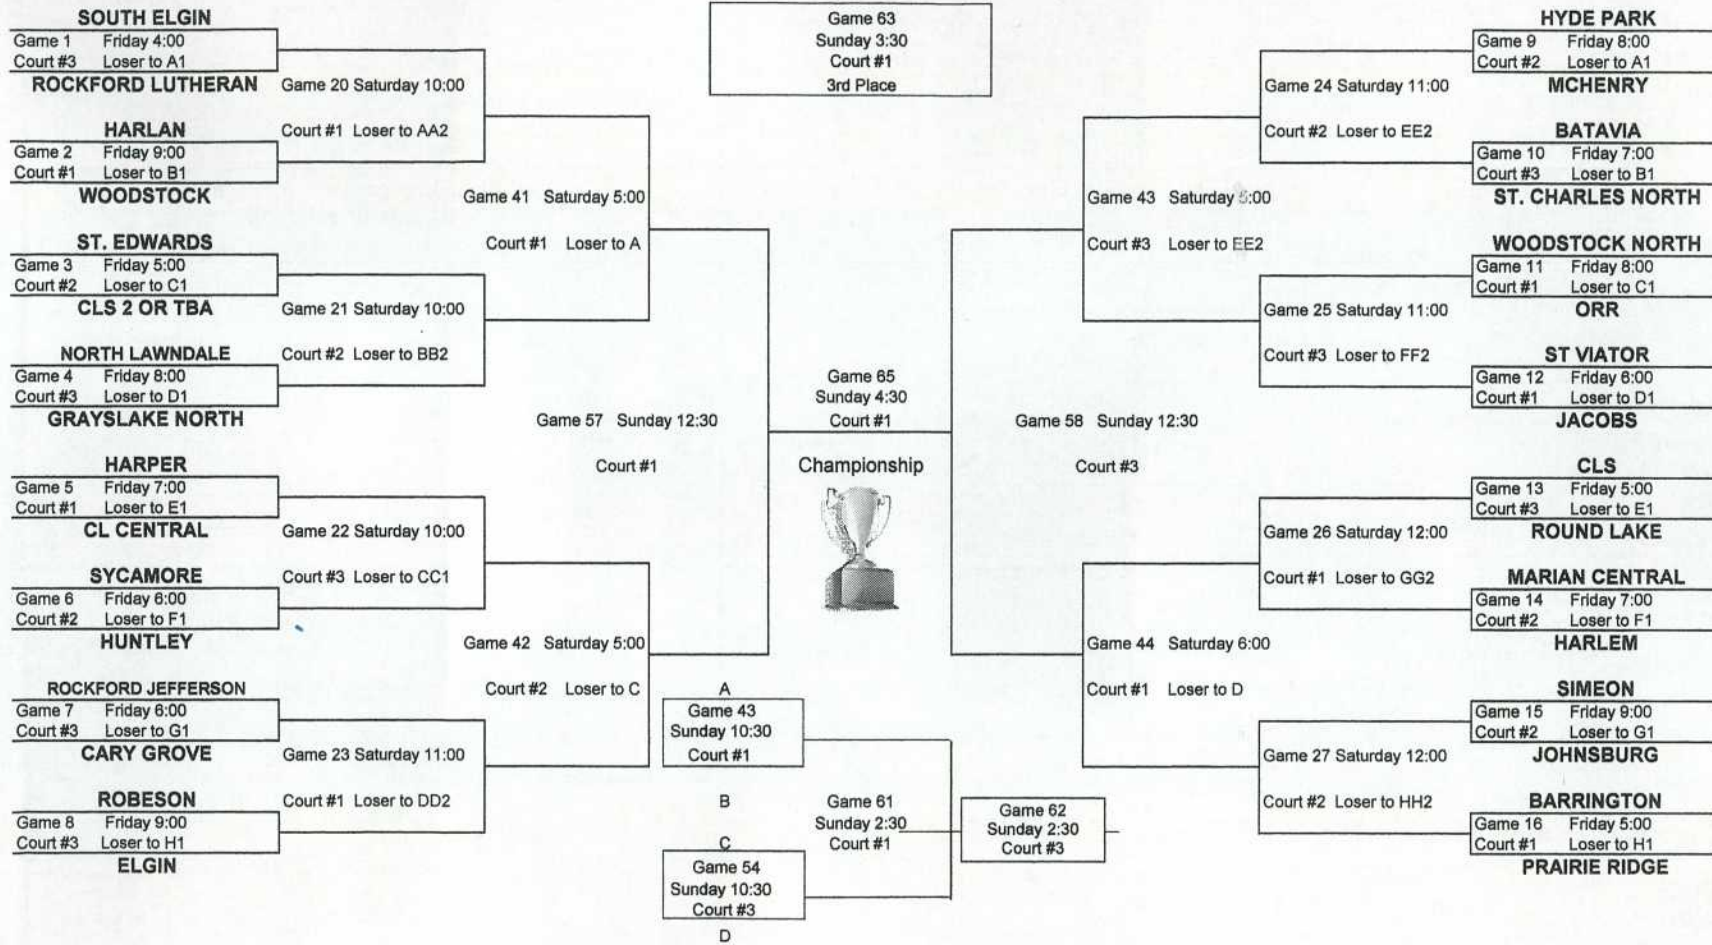 SOUTH ELGIN
Game 1 Friday 4:00
Court #3 Loser to A1
ROCKFORD LUTHERAN
HARLAN
Game 2 Friday 9:00
Court #1 Loser to B1
WOODSTOCK
ST. EDWARDS
Game 3 Friday 5:00
Court #2 Loser to C1
CLS 2 OR TBA
NORTH LAWNDALE
Game 4 Friday 8:00
Court #3 Loser to D1
GRAYSLAKE NORTH
HARPER
Game 5 Friday 7:00
Court #1 Loser to E1
CL CENTRAL
SYCAMORE
Game 6 Friday 6:00
Court #2 Loser to F1
HUNTLEY
ROCKFORD JEFFERSON
Game 7 Friday 6:00
Court #3 Loser to G1
CARY GROVE
ROBESON
Game 8 Friday 9:00
Court #3 Loser to H1
ELGIN
Game 20 Saturday 10:00
Court #1 Loser to AA2
Game 21 Saturday 10:00
Court #2 Loser to BB2
Game 22 Saturday 10:00
Court #3 Loser to CC1
Game 23 Saturday 11:00
Court #1 Loser to DD2
Game 41 Saturday 5:00
Court #1 Loser to A
Game 42 Saturday 5:00
Court #2 Loser to C
Game 57 Sunday 12:30
Court #1
Game 63
Sunday 3:30
Court #1
3rd Place
Game 65
Sunday 4:30
Court #1
Championship
A
Game 43
Sunday 10:30
Court #1
B
C
Game 54
Sunday 10:30
Court #3
D
Game 61
Sunday 2:30
Court #1
Game 62
Sunday 2:30
Court #3
Game 58 Sunday 12:30
Court #3
Game 43 Saturday 5:00
Court #3 Loser to EE2
Game 44 Saturday 6:00
Court #1 Loser to D
Game 24 Saturday 11:00
Court #2 Loser to EE2
Game 25 Saturday 11:00
Court #3 Loser to FF2
Game 26 Saturday 12:00
Court #1 Loser to GG2
Game 27 Saturday 12:00
Court #2 Loser to HH2
HYDE PARK
Game 9 Friday 8:00
Court #2 Loser to A1
MCHENRY
BATAVIA
Game 10 Friday 7:00
Court #3 Loser to B1
ST. CHARLES NORTH
WOODSTOCK NORTH
Game 11 Friday 8:00
Court #1 Loser to C1
ORR
ST VIATOR
Game 12 Friday 6:00
Court #1 Loser to D1
JACOBS
CLS
Game 13 Friday 5:00
Court #3 Loser to E1
ROUND LAKE
MARIAN CENTRAL
Game 14 Friday 7:00
Court #2 Loser to F1
HARLEM
SIMEON
Game 15 Friday 9:00
Court #2 Loser to G1
JOHNSBURG
BARRINGTON
Game 16 Friday 5:00
Court #1 Loser to H1
PRAIRIE RIDGE